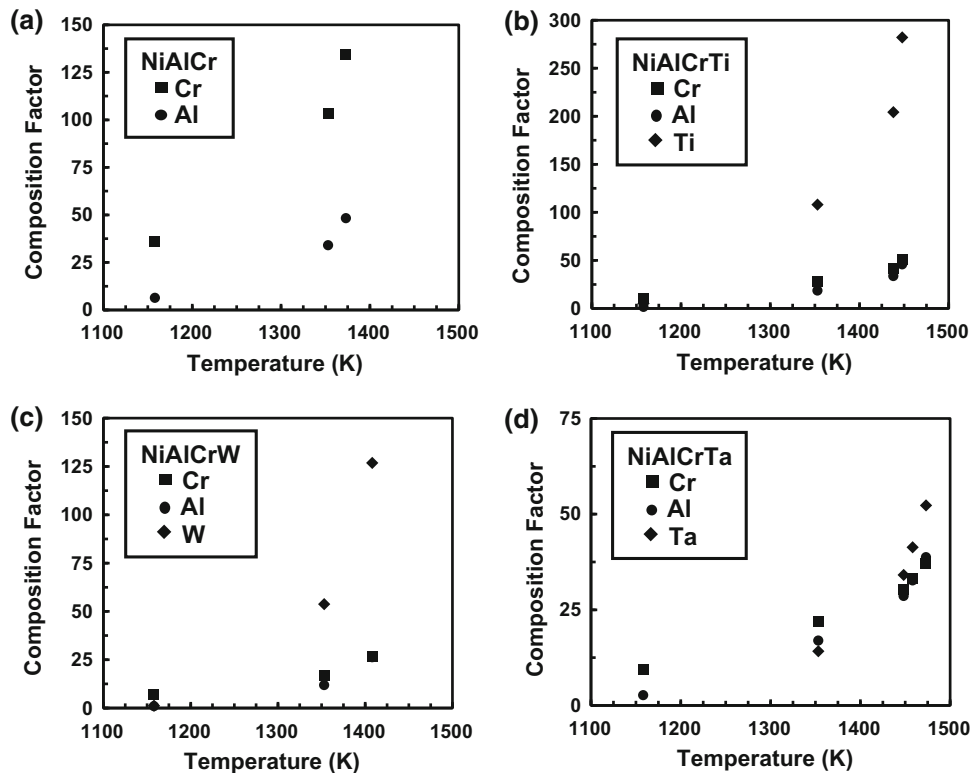 (a)
150
125
100
75
50
25
0
Composition Factor
NiAlCr
Cr
Al
1100 1200 1300 1400 1500
Temperature (K)
(b)
300
250
200
150
100
50
0
Composition Factor
NiAlCrTi
Cr
Al
Ti
1100 1200 1300 1400 1500
Temperature (K)
(c)
150
125
100
75
50
25
0
Composition Factor
NiAlCrW
Cr
Al
W
1100 1200 1300 1400 1500
Temperature (K)
(d)
75
50
25
0
Composition Factor
NiAlCrTa
Cr
Al
Ta
1100 1200 1300 1400 1500
Temperature (K)